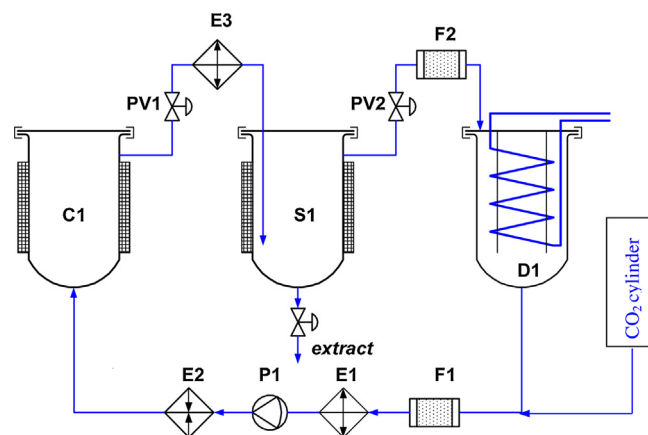 E3
F2
PV1
PV2
C1
S1
D1
CO₂ cylinder
extract
E2
P1
E1
F1